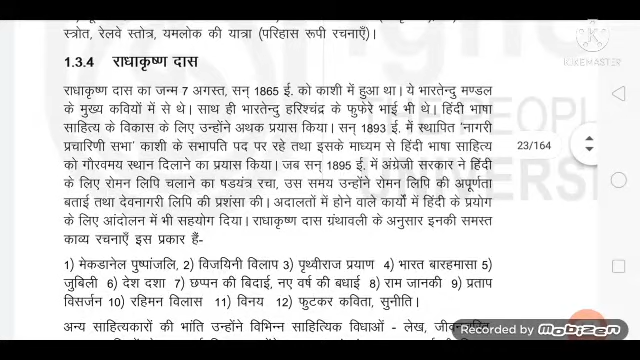 स्त्रोत, रेलवे स्तोत्र, यमलोक की यात्रा (परिहास रूपी रचनाएँ)।
1.3.4 राधाकृष्ण दास
राधाकृष्ण दास का जन्म 7 अगस्त, सन् 1865 ई. को काशी में हुआ था। ये भारतेन्दु मण्डल
के मुख्य कवियों में से थे। साथ ही भारतेन्दु हरिश्चंद्र के फुफेरे भाई भी थे। हिंदी भाषा
साहित्य के विकास के लिए उन्होंने अथक प्रयास किया। सन् 1893 ई. में स्थापित 'नागरी
प्रचारिणी सभा' काशी के सभापति पद पर रहे तथा इसके माध्यम से हिंदी भाषा साहित्य
को गौरवमय स्थान दिलाने का प्रयास किया। जब सन् 1895 ई. में अंग्रेजी सरकार ने हिंदी
के लिए रोमन लिपि चलाने का षडयंत्र रचा, उस समय उन्होंने रोमन लिपि की अपूर्णता
बताई तथा देवनागरी लिपि की प्रशंसा की। अदालतों में होने वाले कार्यों में हिंदी के प्रयोग
के लिए आंदोलन में भी सहयोग दिया। राधाकृष्ण दास ग्रंथावली के अनुसार इनकी समस्त
काव्य रचनाएँ इस प्रकार हैं-
1) मेकडानेल पुष्पांजलि, 2) विजयिनी विलाप 3) पृथ्वीराज प्रयाण 4) भारत बारहमासा 5)
जुबिली 6) देश दशा 7) छप्पन की बिदाई, नए वर्ष की बधाई 8) राम जानकी 9) प्रताप
विसर्जन 10) रहिमन विलास 11) विनय 12) फुटकर कविता, सुनीति।
अन्य साहित्यकारों की भांति उन्होंने विभिन्न साहित्यिक विधाओं - लेख,
23/164
KINEMASTER
Recorded by Mobizen